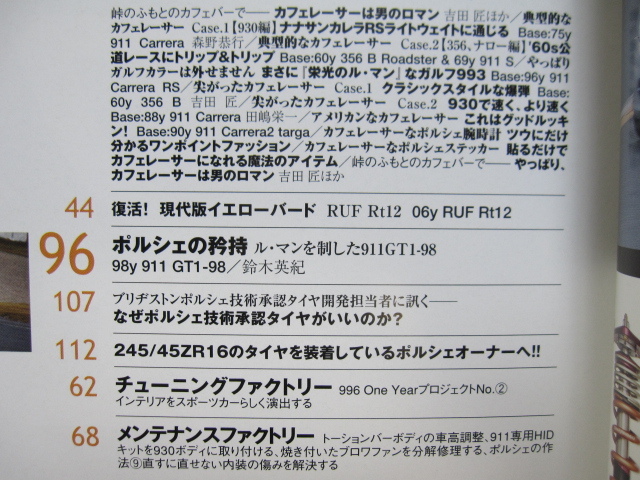 峠のふもとのカフェバーで── カフェレーサーは男のロマン 吉田 匠ほか／典型的な
カフェレーサー Case.1【930編】ナナサンカレラRSライトウェイトに通じる Base:75y
911 Carrera 森野恭行／典型的なカフェレーサー Case.2【356、ナロー編】'60s公
道レースにトリップ&トリップ Base:60y 356 B Roadster & 69y 911 S／やっぱり
ガルフカラーは外せません まさに『栄光のル・マン』なガルフ993 Base:96y 911
Carrera RS／尖がったカフェレーサー Case.1 クラシックスタイルな爆弾 Base:
60y 356 B 吉田 匠／尖がったカフェレーサー Case.2 930で速く、より速く
Base:88y 911 Carrera 田嶋栄一／アメリカンなカフェレーサー これはグッドルッキ
ン! Base:90y 911 Carrera2 targa／カフェレーサーなポルシェ腕時計 ツウにだけ
分かるワンポイントファッション／カフェレーサーなポルシェステッカー 貼るだけで
カフェレーサーになれる魔法のアイテム／峠のふもとのカフェバーで── やっぱり、
カフェレーサーは男のロマン 吉田 匠ほか
44 復活! 現代版イエローバード RUF Rt12 06y RUF Rt12
96 ポルシェの矜持 ル・マンを制した911GT1-98
98y 911 GT1-98／鈴木英紀
107 ブリヂストンポルシェ技術承認タイヤ開発担当者に訊く──
なぜポルシェ技術承認タイヤがいいのか?
112 245/45ZR16のタイヤを装着しているポルシェオーナーへ!!
62 チューニングファクトリー 996 One YearプロジェクトNo.②
インテリアをスポーツカーらしく演出する
68 メンテナンスファクトリー トーションバーボディの車高調整、911専用HID
キットを930ボディに取り付ける、焼き付いたブロワファンを分解修理する、ポルシェの作
法⑨直すに直せない内装の傷みを解決する